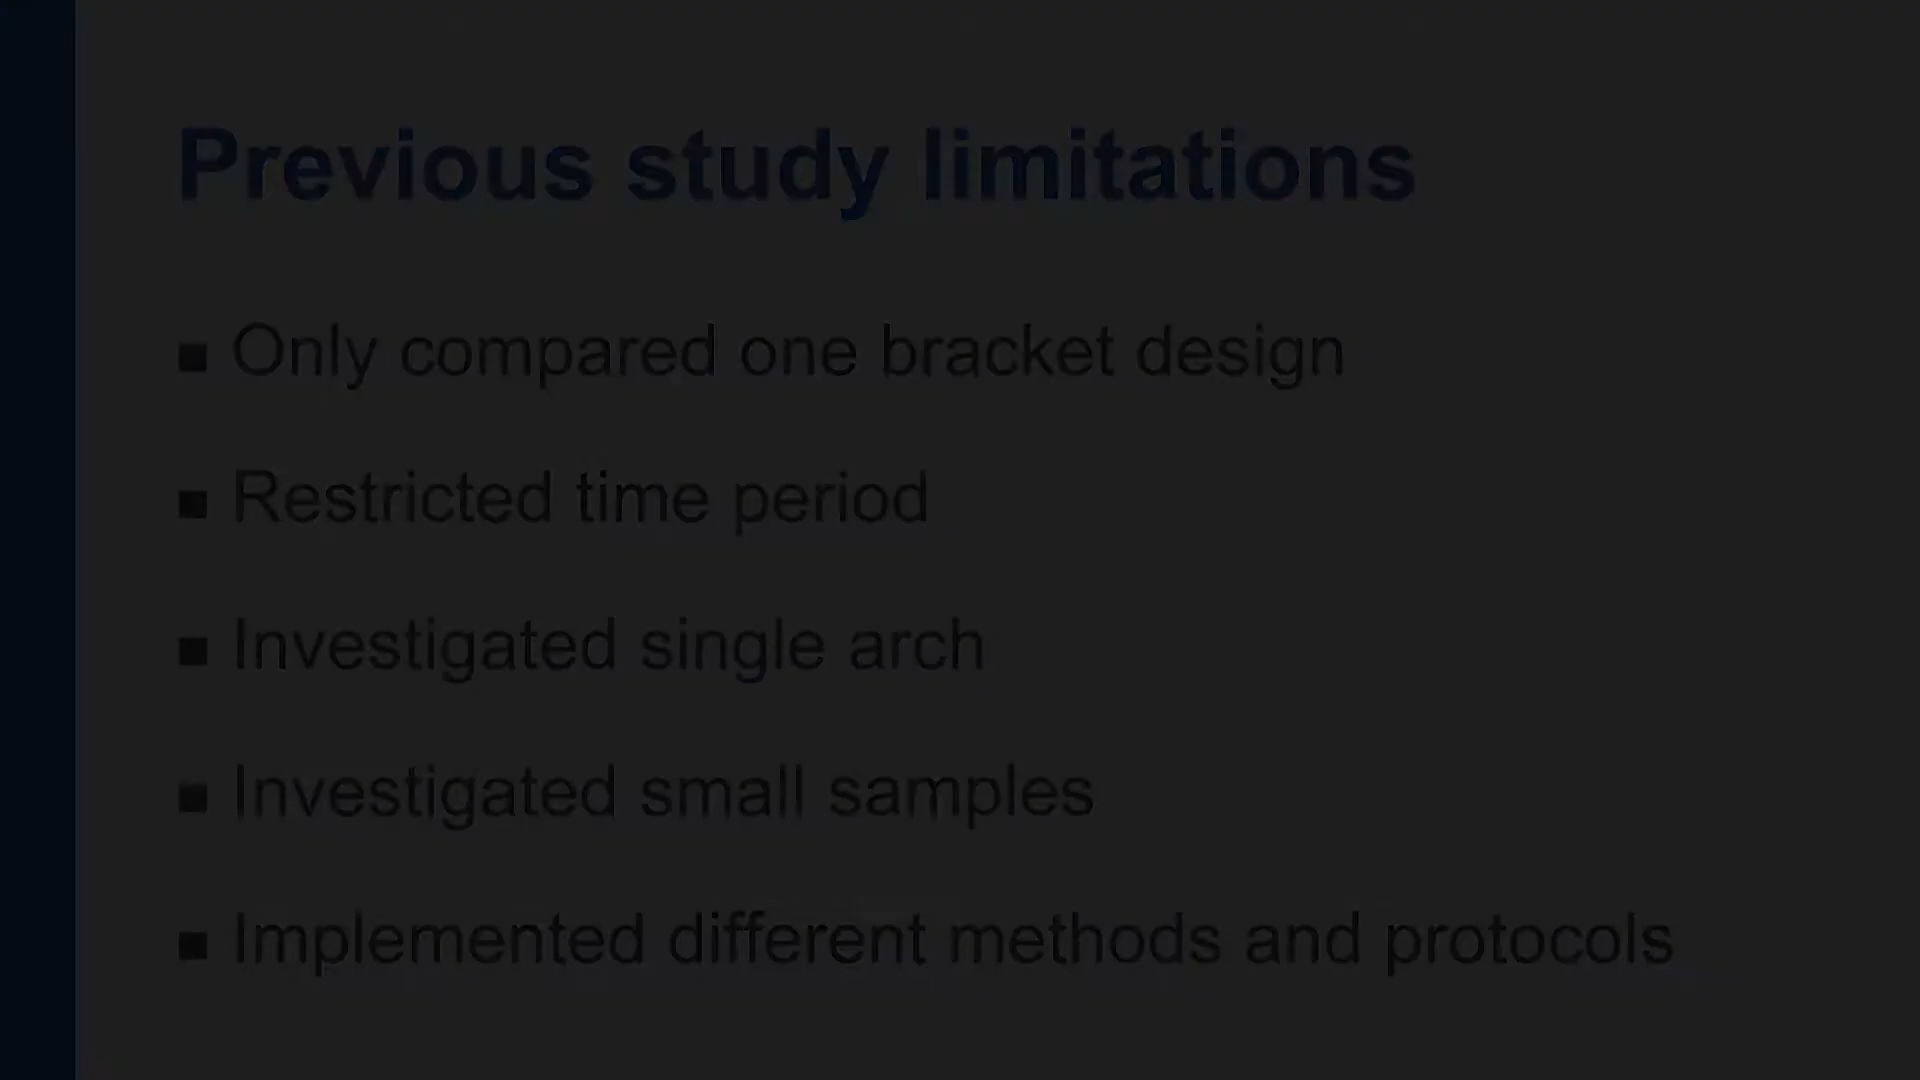 Previous study limitations
Only compared one bracket design
Restricted time period
Investigated single arch
Investigated small samples
Implemented different methods and protocols